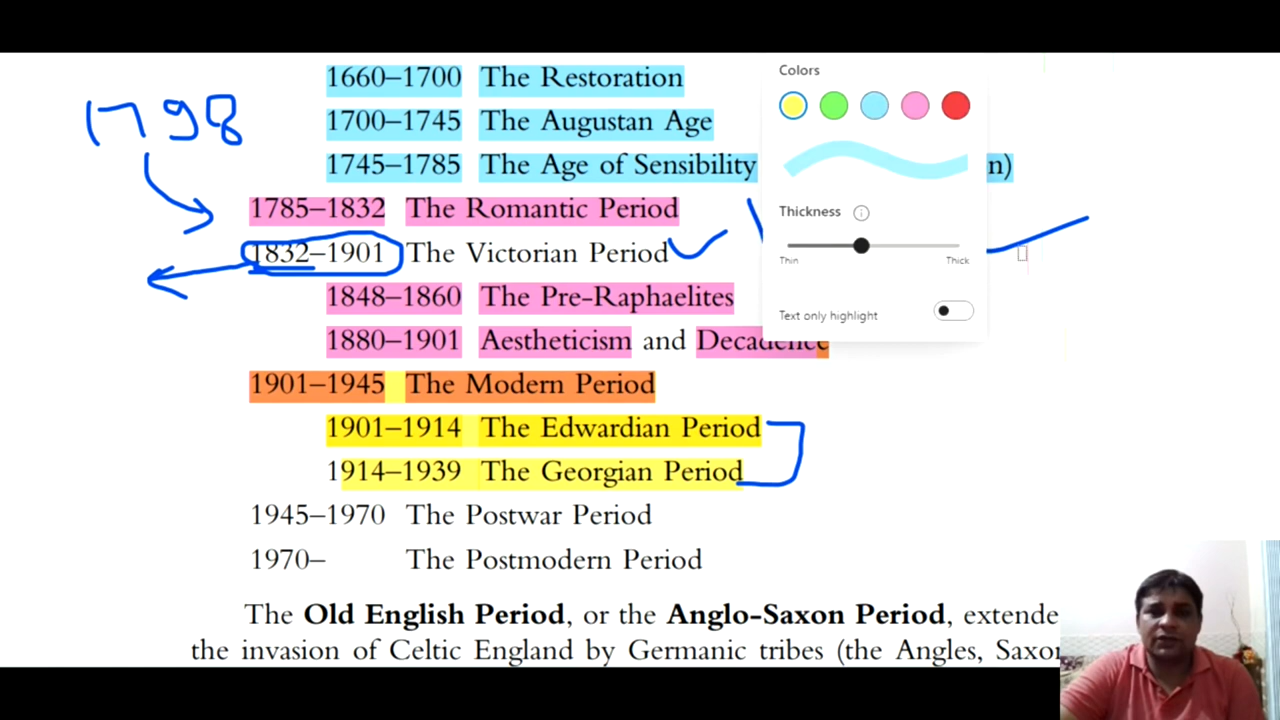 1660–1700 The Restoration
1700–1745 The Augustan Age
1745–1785 The Age of Sensibility n)
1785–1832 The Romantic Period
1832–1901 The Victorian Period
1848–1860 The Pre-Raphaelites
1880–1901 Aestheticism and Decadence
1901–1945 The Modern Period
1901–1914 The Edwardian Period
1914–1939 The Georgian Period
1945–1970 The Postwar Period
1970– The Postmodern Period
The Old English Period, or the Anglo-Saxon Period, extende
the invasion of Celtic England by Germanic tribes (the Angles, Saxon
1798
Colors
Thickness
Thin Thick
Text only highlight